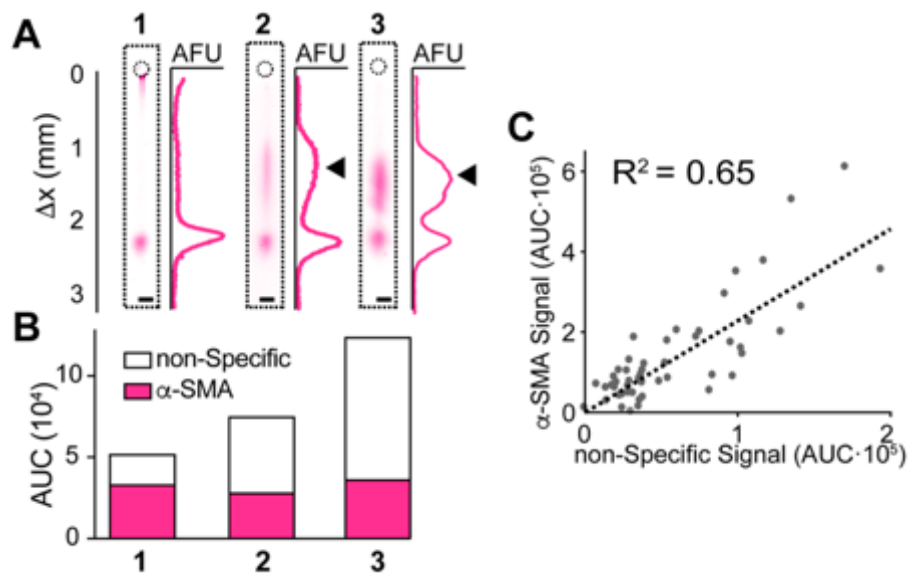 A
1 2 3
AFU AFU AFU
0
1
2
3
Δx (mm)
B
non-Specific
α-SMA
10
5
0
AUC (10⁴)
1 2 3
C
R² = 0.65
6
4
2
0
α-SMA Signal (AUC·10⁵)
0 1 2
non-Specific Signal (AUC·10⁵)